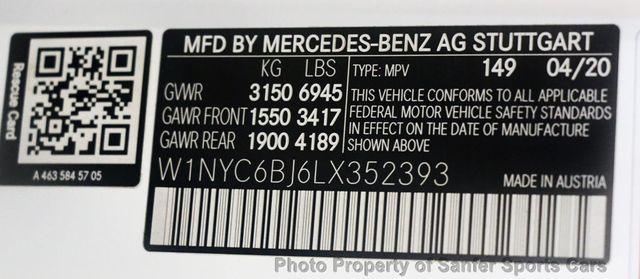 MFD BY MERCEDES-BENZ AG STUTTGART
KG LBS
TYPE: MPV 149 04/20
GVWR 3150 6945
GAWR FRONT 1550 3417
GAWR REAR 1900 4189
THIS VEHICLE CONFORMS TO ALL APPLICABLE
FEDERAL MOTOR VEHICLE SAFETY STANDARDS
IN EFFECT ON THE DATE OF MANUFACTURE
SHOWN ABOVE
W1NYC6BJ6LX352393
MADE IN AUSTRIA
Rescue Card
A 463 584 57 05
Photo Property of Sanfer Sports Cars